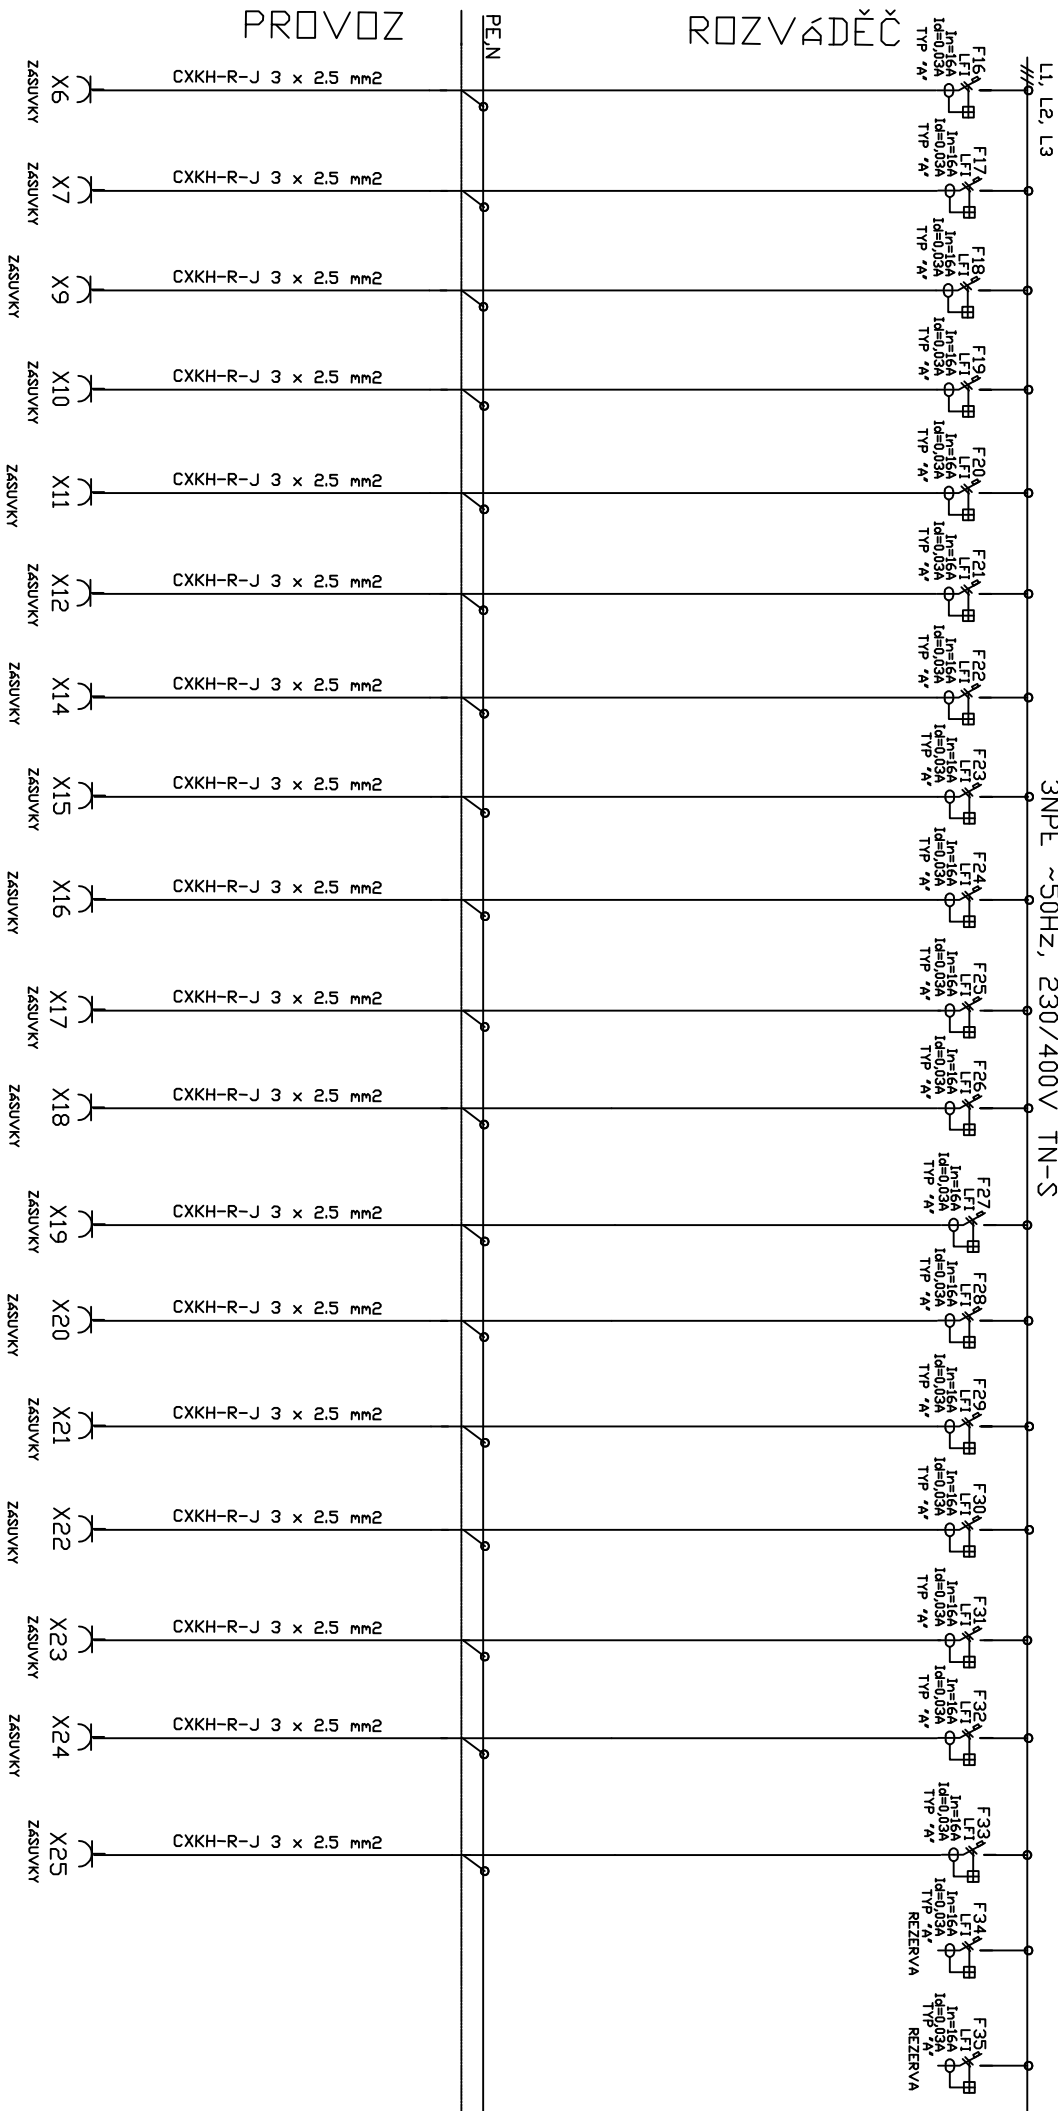 PROVOZ
PE,N
ROZVÁDĚČ
L1, L2, L3
3NPE ~50Hz, 230/400V TN-S
F16
LFI
In=16A
Id=0,03A
TYP "A"
CXKH-R-J 3 x 2.5 mm2
X6
ZÁSUVKY
F17
LFI
In=16A
Id=0,03A
TYP "A"
CXKH-R-J 3 x 2.5 mm2
X7
ZÁSUVKY
F18
LFI
In=16A
Id=0,03A
TYP "A"
CXKH-R-J 3 x 2.5 mm2
X9
ZÁSUVKY
F19
LFI
In=16A
Id=0,03A
TYP "A"
CXKH-R-J 3 x 2.5 mm2
X10
ZÁSUVKY
F20
LFI
In=16A
Id=0,03A
TYP "A"
CXKH-R-J 3 x 2.5 mm2
X11
ZÁSUVKY
F21
LFI
In=16A
Id=0,03A
TYP "A"
CXKH-R-J 3 x 2.5 mm2
X12
ZÁSUVKY
F22
LFI
In=16A
Id=0,03A
TYP "A"
CXKH-R-J 3 x 2.5 mm2
X14
ZÁSUVKY
F23
LFI
In=16A
Id=0,03A
TYP "A"
CXKH-R-J 3 x 2.5 mm2
X15
ZÁSUVKY
F24
LFI
In=16A
Id=0,03A
TYP "A"
CXKH-R-J 3 x 2.5 mm2
X16
ZÁSUVKY
F25
LFI
In=16A
Id=0,03A
TYP "A"
CXKH-R-J 3 x 2.5 mm2
X17
ZÁSUVKY
F26
LFI
In=16A
Id=0,03A
TYP "A"
CXKH-R-J 3 x 2.5 mm2
X18
ZÁSUVKY
F27
LFI
In=16A
Id=0,03A
TYP "A"
CXKH-R-J 3 x 2.5 mm2
X19
ZÁSUVKY
F28
LFI
In=16A
Id=0,03A
TYP "A"
CXKH-R-J 3 x 2.5 mm2
X20
ZÁSUVKY
F29
LFI
In=16A
Id=0,03A
TYP "A"
CXKH-R-J 3 x 2.5 mm2
X21
ZÁSUVKY
F30
LFI
In=16A
Id=0,03A
TYP "A"
CXKH-R-J 3 x 2.5 mm2
X22
ZÁSUVKY
F31
LFI
In=16A
Id=0,03A
TYP "A"
CXKH-R-J 3 x 2.5 mm2
X23
ZÁSUVKY
F32
LFI
In=16A
Id=0,03A
TYP "A"
CXKH-R-J 3 x 2.5 mm2
X24
ZÁSUVKY
F33
LFI
In=16A
Id=0,03A
TYP "A"
CXKH-R-J 3 x 2.5 mm2
X25
ZÁSUVKY
F34
LFI
In=16A
Id=0,03A
TYP "A"
REZERVA
F35
LFI
In=16A
Id=0,03A
TYP "A"
REZERVA